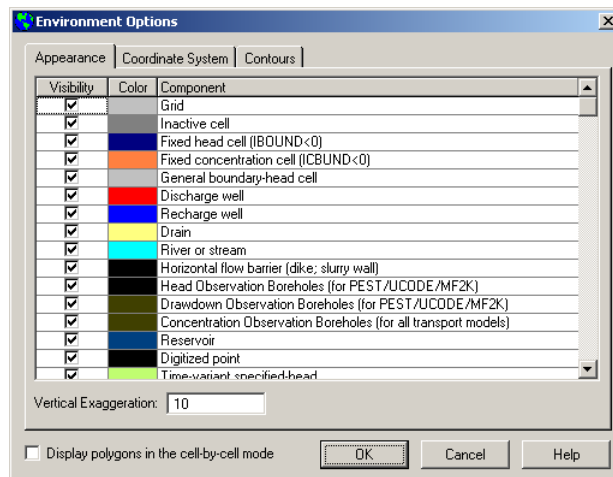 Environment Options
Appearance Coordinate System Contours
Visibility Color Component
Grid
Inactive cell
Fixed head cell (IBOUND<0)
Fixed concentration cell (ICBUND<0)
General boundary-head cell
Discharge well
Recharge well
Drain
River or stream
Horizontal flow barrier (dike; slurry wall)
Head Observation Boreholes (for PEST/UCODE/MF2K)
Drawdown Observation Boreholes (for PEST/UCODE/MF2K)
Concentration Observation Boreholes (for all transport models)
Reservoir
Digitized point
Time-variant specified-head
Vertical Exaggeration: 10
Display polygons in the cell-by-cell mode OK Cancel Help